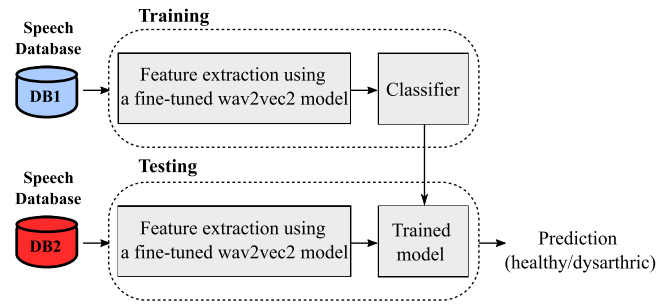 Training
Speech
Database
DB1
Feature extraction using
a fine-tuned wav2vec2 model
Classifier
Testing
Speech
Database
DB2
Feature extraction using
a fine-tuned wav2vec2 model
Trained
model
Prediction
(healthy/dysarthric)